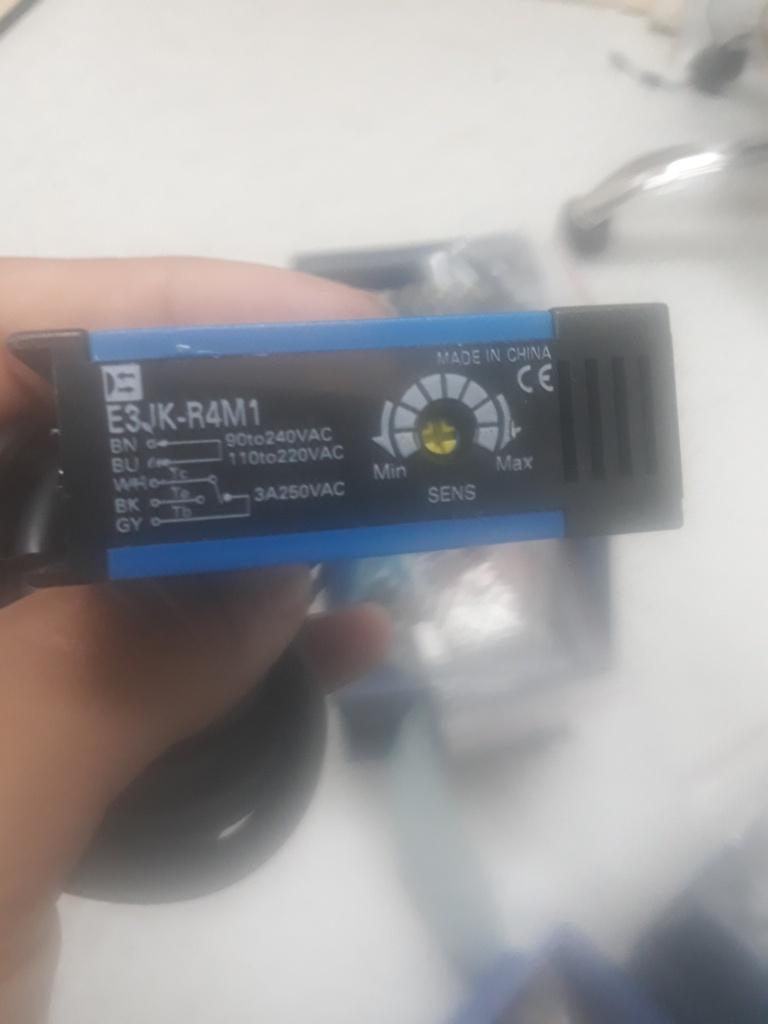 MADE IN CHINA
CE
E3JK-R4M1
BN 90to240VAC
BU 110to220VAC
WH Tc
BK Ta 3A250VAC
GY Tb
Min Max
SENS